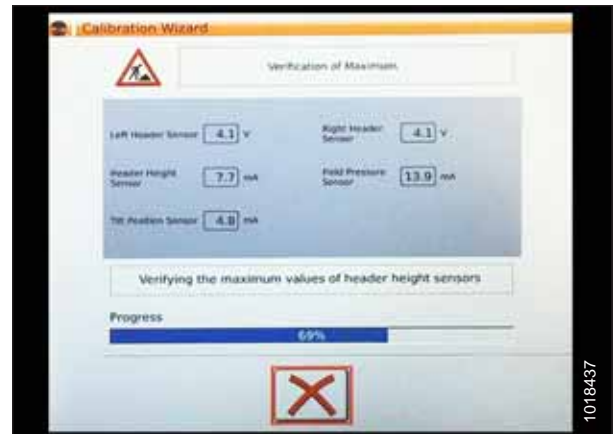 Calibration Wizard
Verification of Maximum
Left Header Sensor 4.1 V
Right Header Sensor 4.1 V
Header Height Sensor 7.7 mA
Field Pressure Sensor 13.9 mA
Tilt Position Sensor 4.8 mA
Verifying the maximum values of header height sensors
Progress
69%
1018437